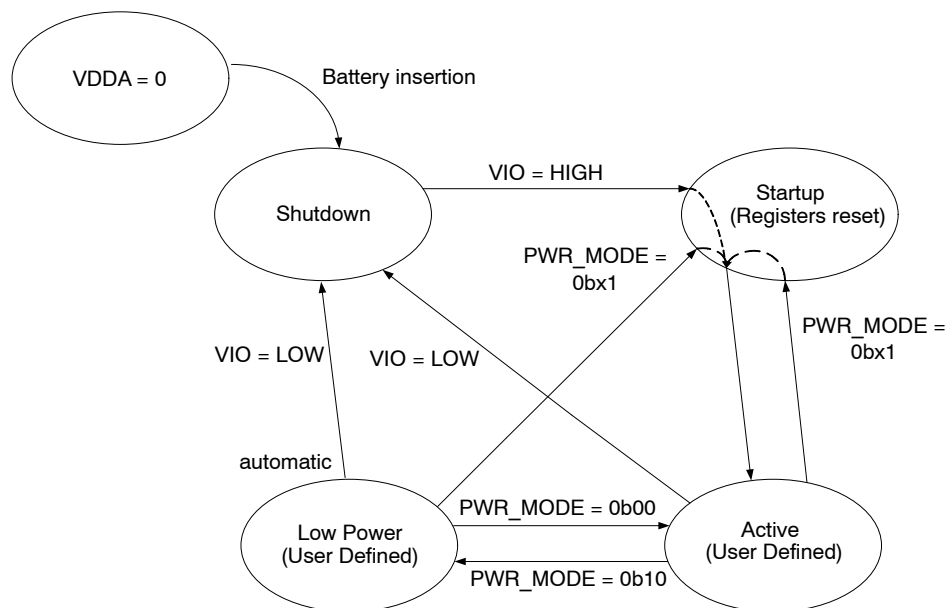 VDDA = 0
Battery insertion
Shutdown
VIO = HIGH
Startup
(Registers reset)
PWR_MODE =
0bx1
PWR_MODE =
0bx1
VIO = LOW
VIO = LOW
automatic
Low Power
(User Defined)
PWR_MODE = 0b00
PWR_MODE = 0b10
Active
(User Defined)